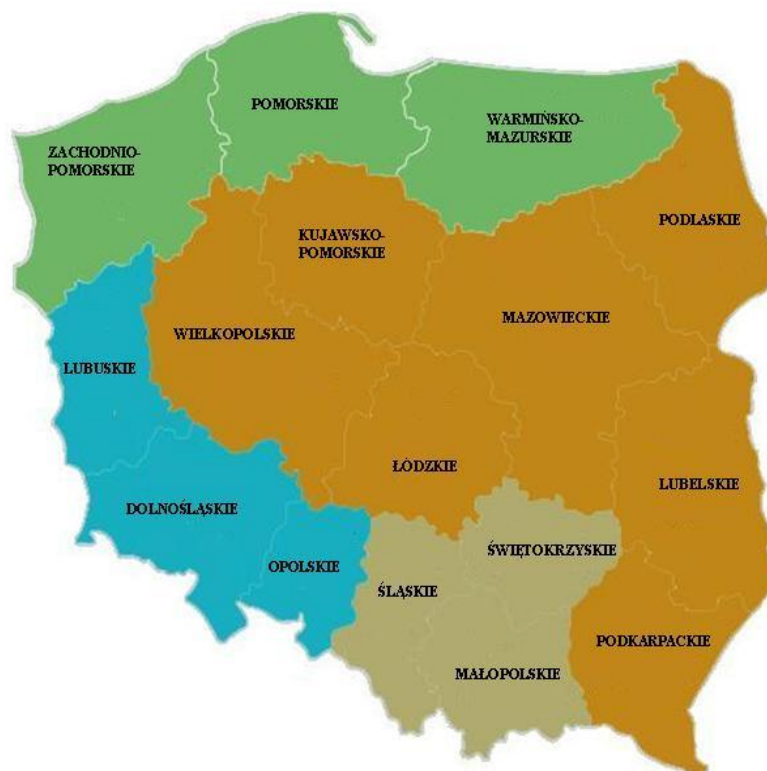 POMORSKIE
WARMIŃSKO-
MAZURSKIE
ZACHODNIO-
POMORSKIE
PODLASKIE
KUJAWSKO-
POMORSKIE
MAZOWIECKIE
WIELKOPOLSKIE
LUBUSKIE
ŁÓDZKIE
LUBELSKIE
DOLNOŚLĄSKIE
ŚWIĘTOKRZYSKIE
OPOLSKIE
ŚLĄSKIE
PODKARPACKIE
MAŁOPOLSKIE